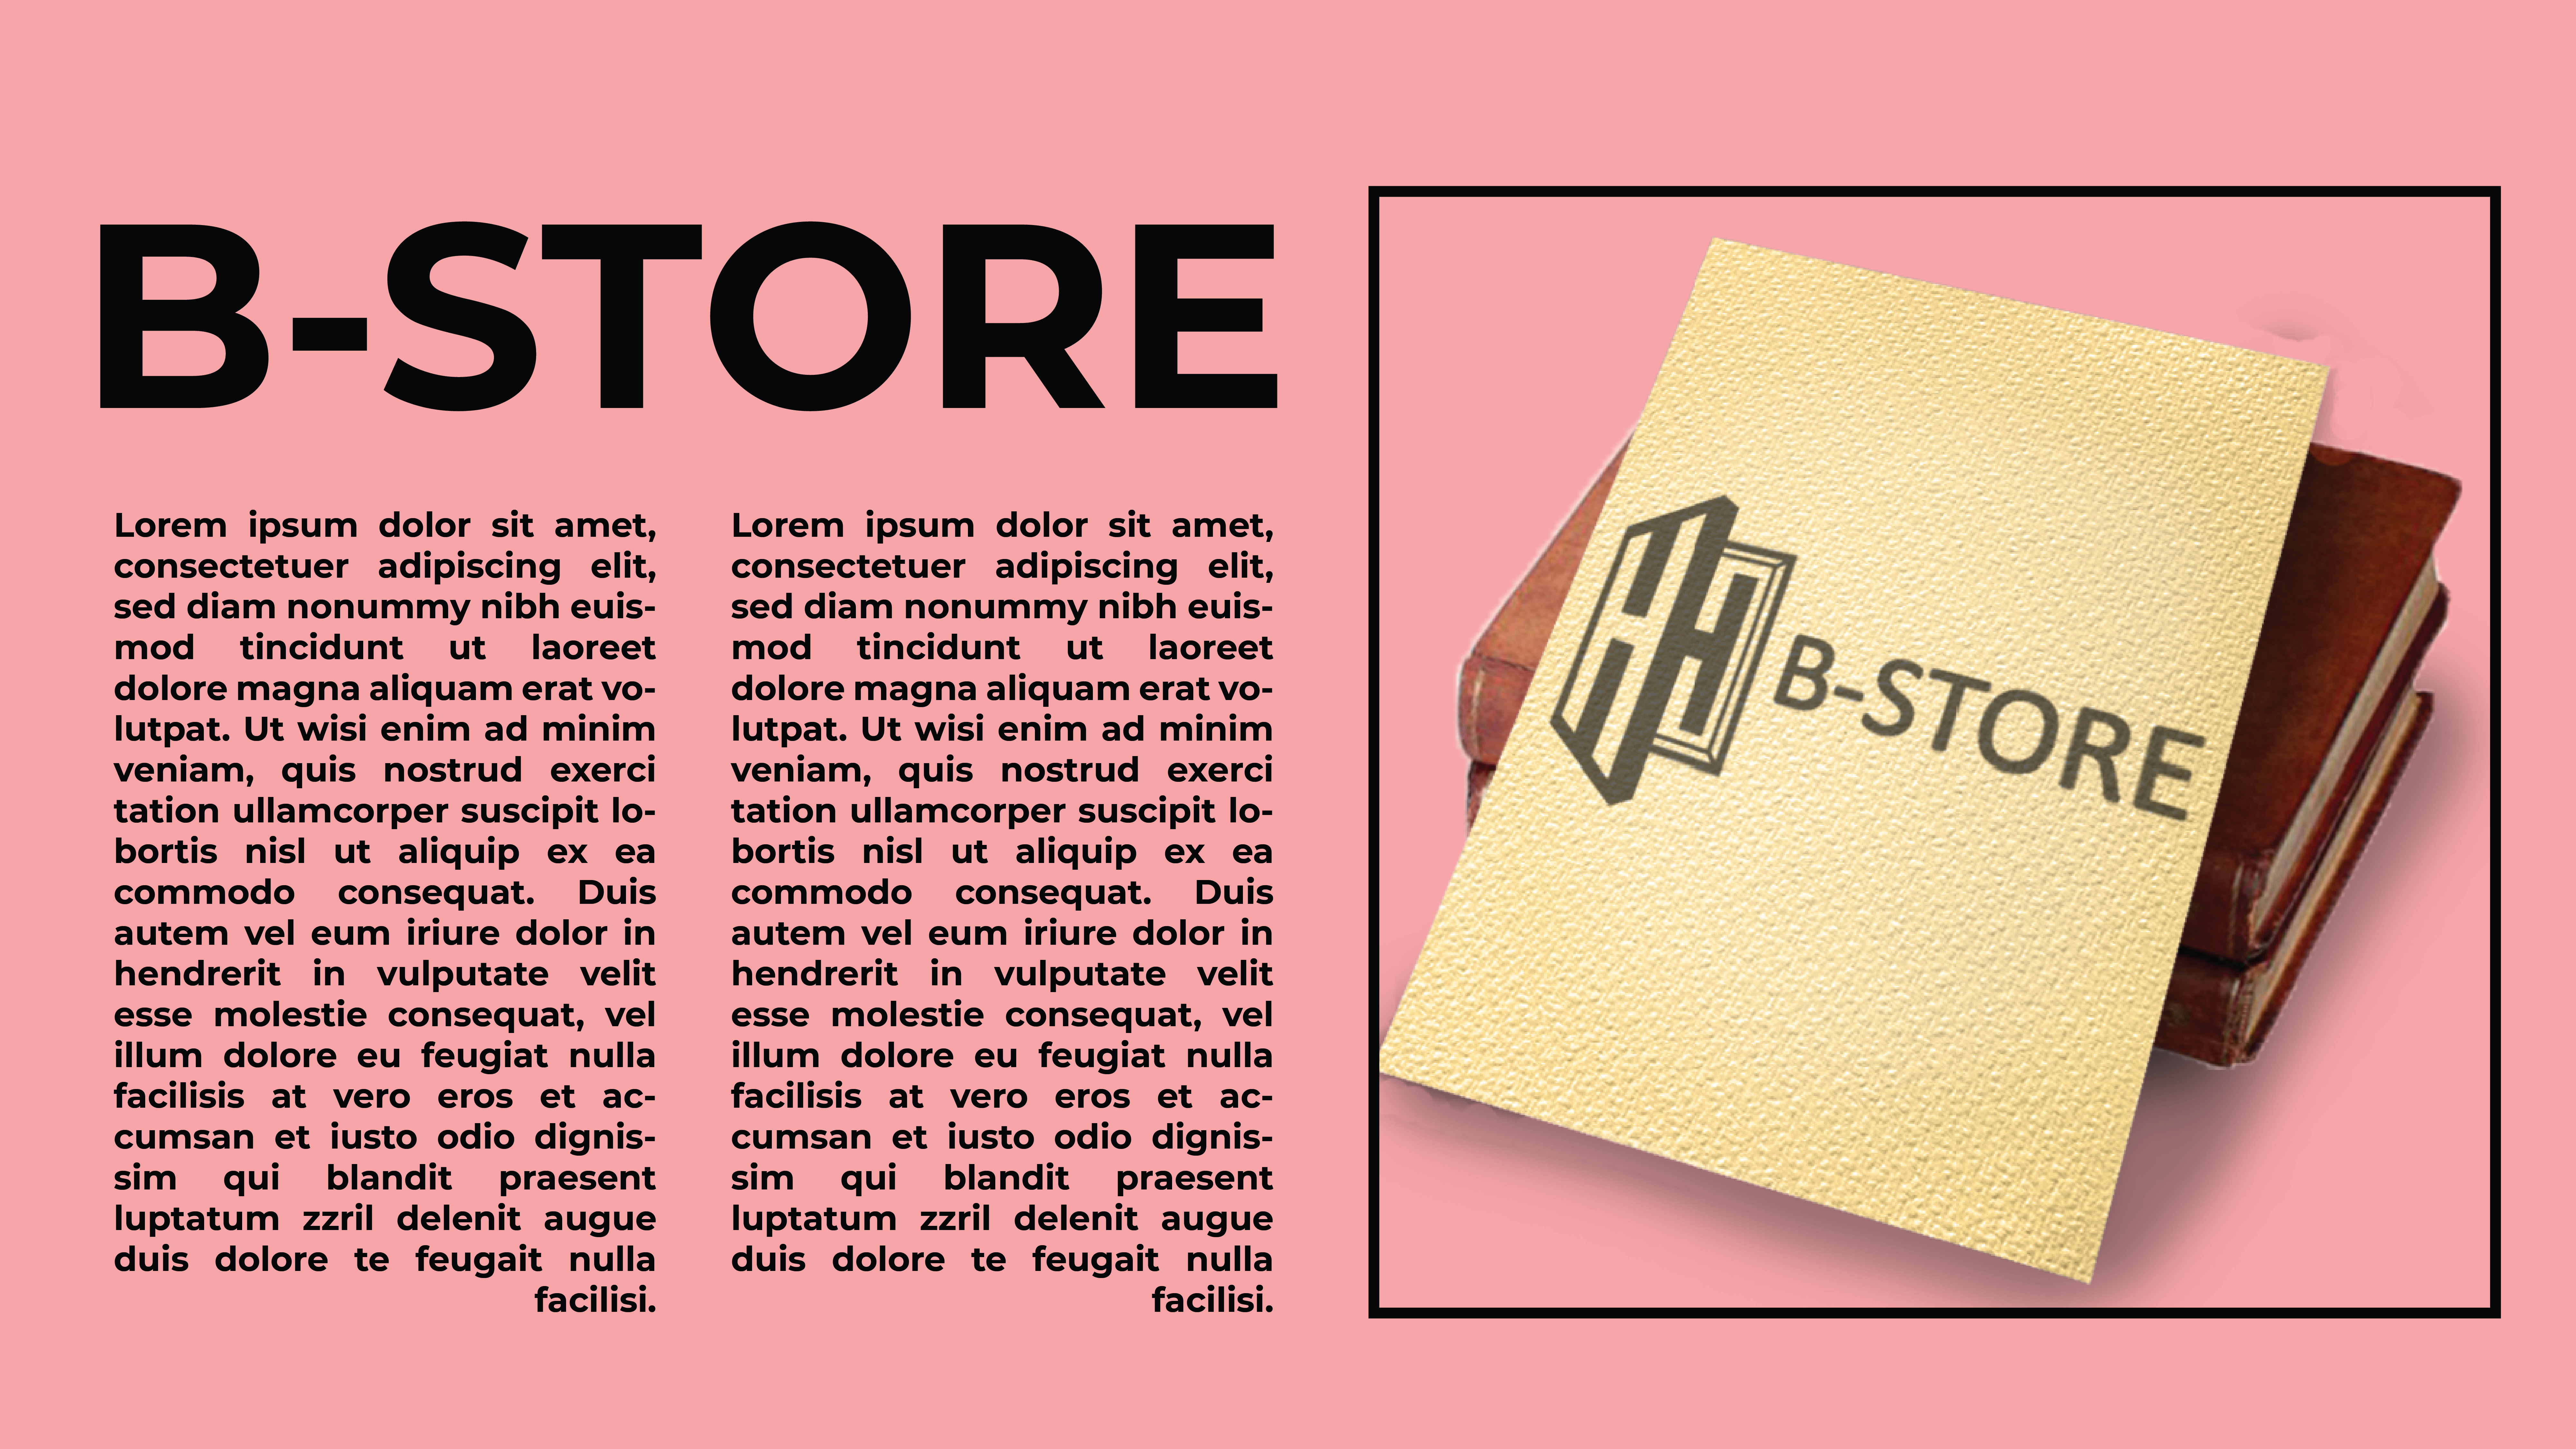 B-STORE
Lorem ipsum dolor sit amet,
consectetuer adipiscing elit,
sed diam nonummy nibh euis-
mod tincidunt ut laoreet
dolore magna aliquam erat vo-
lutpat. Ut wisi enim ad minim
veniam, quis nostrud exerci
tation ullamcorper suscipit lo-
bortis nisl ut aliquip ex ea
commodo consequat. Duis
autem vel eum iriure dolor in
hendrerit in vulputate velit
esse molestie consequat, vel
illum dolore eu feugiat nulla
facilisis at vero eros et ac-
cumsan et iusto odio dignis-
sim qui blandit praesent
luptatum zzril delenit augue
duis dolore te feugait nulla
facilisi.
Lorem ipsum dolor sit amet,
consectetuer adipiscing elit,
sed diam nonummy nibh euis-
mod tincidunt ut laoreet
dolore magna aliquam erat vo-
lutpat. Ut wisi enim ad minim
veniam, quis nostrud exerci
tation ullamcorper suscipit lo-
bortis nisl ut aliquip ex ea
commodo consequat. Duis
autem vel eum iriure dolor in
hendrerit in vulputate velit
esse molestie consequat, vel
illum dolore eu feugiat nulla
facilisis at vero eros et ac-
cumsan et iusto odio dignis-
sim qui blandit praesent
luptatum zzril delenit augue
duis dolore te feugait nulla
facilisi.
B-STORE